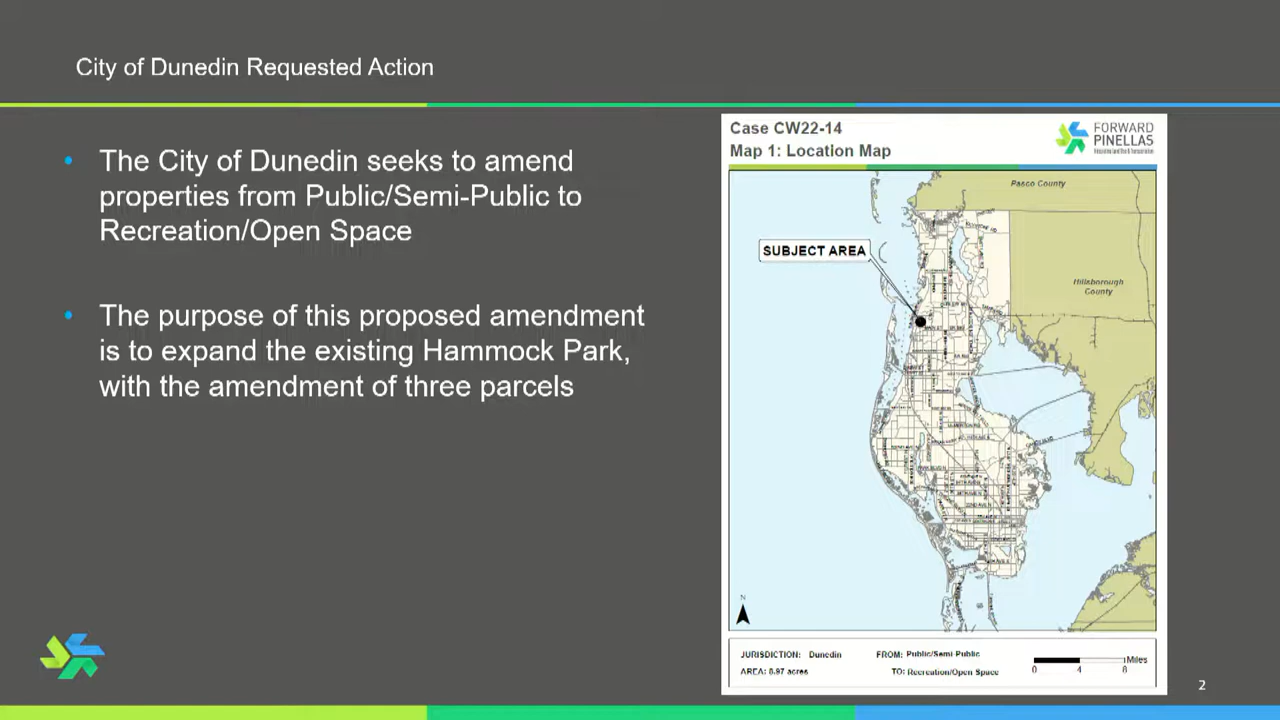 City of Dunedin Requested Action
• The City of Dunedin seeks to amend
properties from Public/Semi-Public to
Recreation/Open Space
• The purpose of this proposed amendment
is to expand the existing Hammock Park,
with the amendment of three parcels
Case CW22-14
Map 1: Location Map
FORWARD
PINELLAS
Pasco County
SUBJECT AREA
Hillsborough
County
N
JURISDICTION: Dunedin
FROM: Public/Semi-Public
AREA: 8.97 acres
TO: Recreation/Open Space
Miles
0 4 8
2